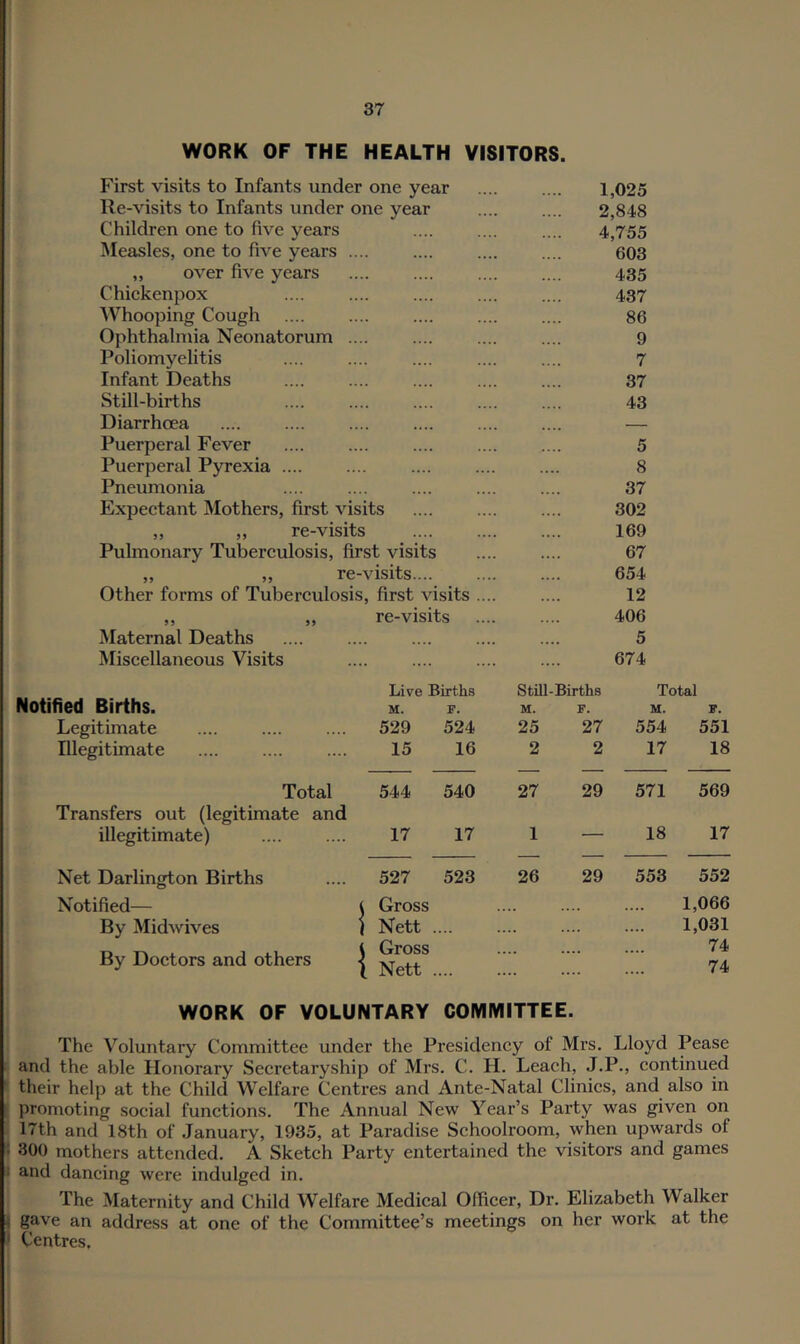 37
WORK OF THE HEALTH VISITORS.
First visits to Infants under one year .... .... 1,025
Re-visits to Infants under one year .... .... 2,848
Children one to five years .... .... .... 4,755
Measles, one to five years .... .... .... .... 603
,, over five years .... .... .... .... 435
Chickenpox .... .... .... .... .... 437
Whooping Cough .... .... .... .... .... 86
Ophthalmia Neonatorum .... .... .... .... 9
Poliomyelitis .... .... .... .... .... 7
Infant Deaths .... .... .... .... .... 37
Still-births .... .... .... .... .... 43
Diarrhœa .... .... .... .... .... .... —
Puerperal Fever .... .... .... .... .... 5
Puerperal Pyrexia .... .... .... .... .... 8
Pneumonia .... .... .... .... .... 37
Expectant Mothers, first visits .... .... .... 302
,, ,, re-visits .... .... .... 169
Pulmonary Tuberculosis, first visits .... .... 67
,, ,, re-visits.... .... .... 654
Other forms of Tuberculosis, first visits .... .... 12
,, ,, re-visits .... .... 406
Maternal Deaths .... .... .... .... .... 5
Miscellaneous Visits .... .... .... .... 674
Live Births Still-Births Total
Notified Births. M. F. M. F. M. F.
Legitimate .... .... .... 529 524 25 27 554 551
Illegitimate .... .... .... 15 16 2 2 17 18
Total 544 540 27 29 571 569
Transfers out (legitimate and
illegitimate) .... .... 17 17 1 — 18 17
Net Darlington Births .... 527 523 26 29 553 552
Notified— { Gross .... .... .... 1,066
By Midwives { Nett .... .... .... .... 1,031
By Doctors and others { Gross .... .... .... 74
{ Nett .... .... .... .... 74
WORK OF VOLUNTARY COMMITTEE.
The Voluntary Committee under the Presidency of Mrs. Lloyd Pease
and the able Honorary Secretaryship of Mrs. C. H. Leach, J.P., continued
their help at the Child Welfare Centres and Ante-Natal Clinics, and also in
promoting social functions. The Annual New Year's Party was given on
17th and 18th of January, 1935, at Paradise Schoolroom, when upwards of
300 mothers attended. A Sketch Party entertained the visitors and games
and dancing were indulged in.
The Maternity and Child Welfare Medical Officer, Dr. Elizabeth Walker
gave an address at one of the Committee's meetings on her work at the
Centres.